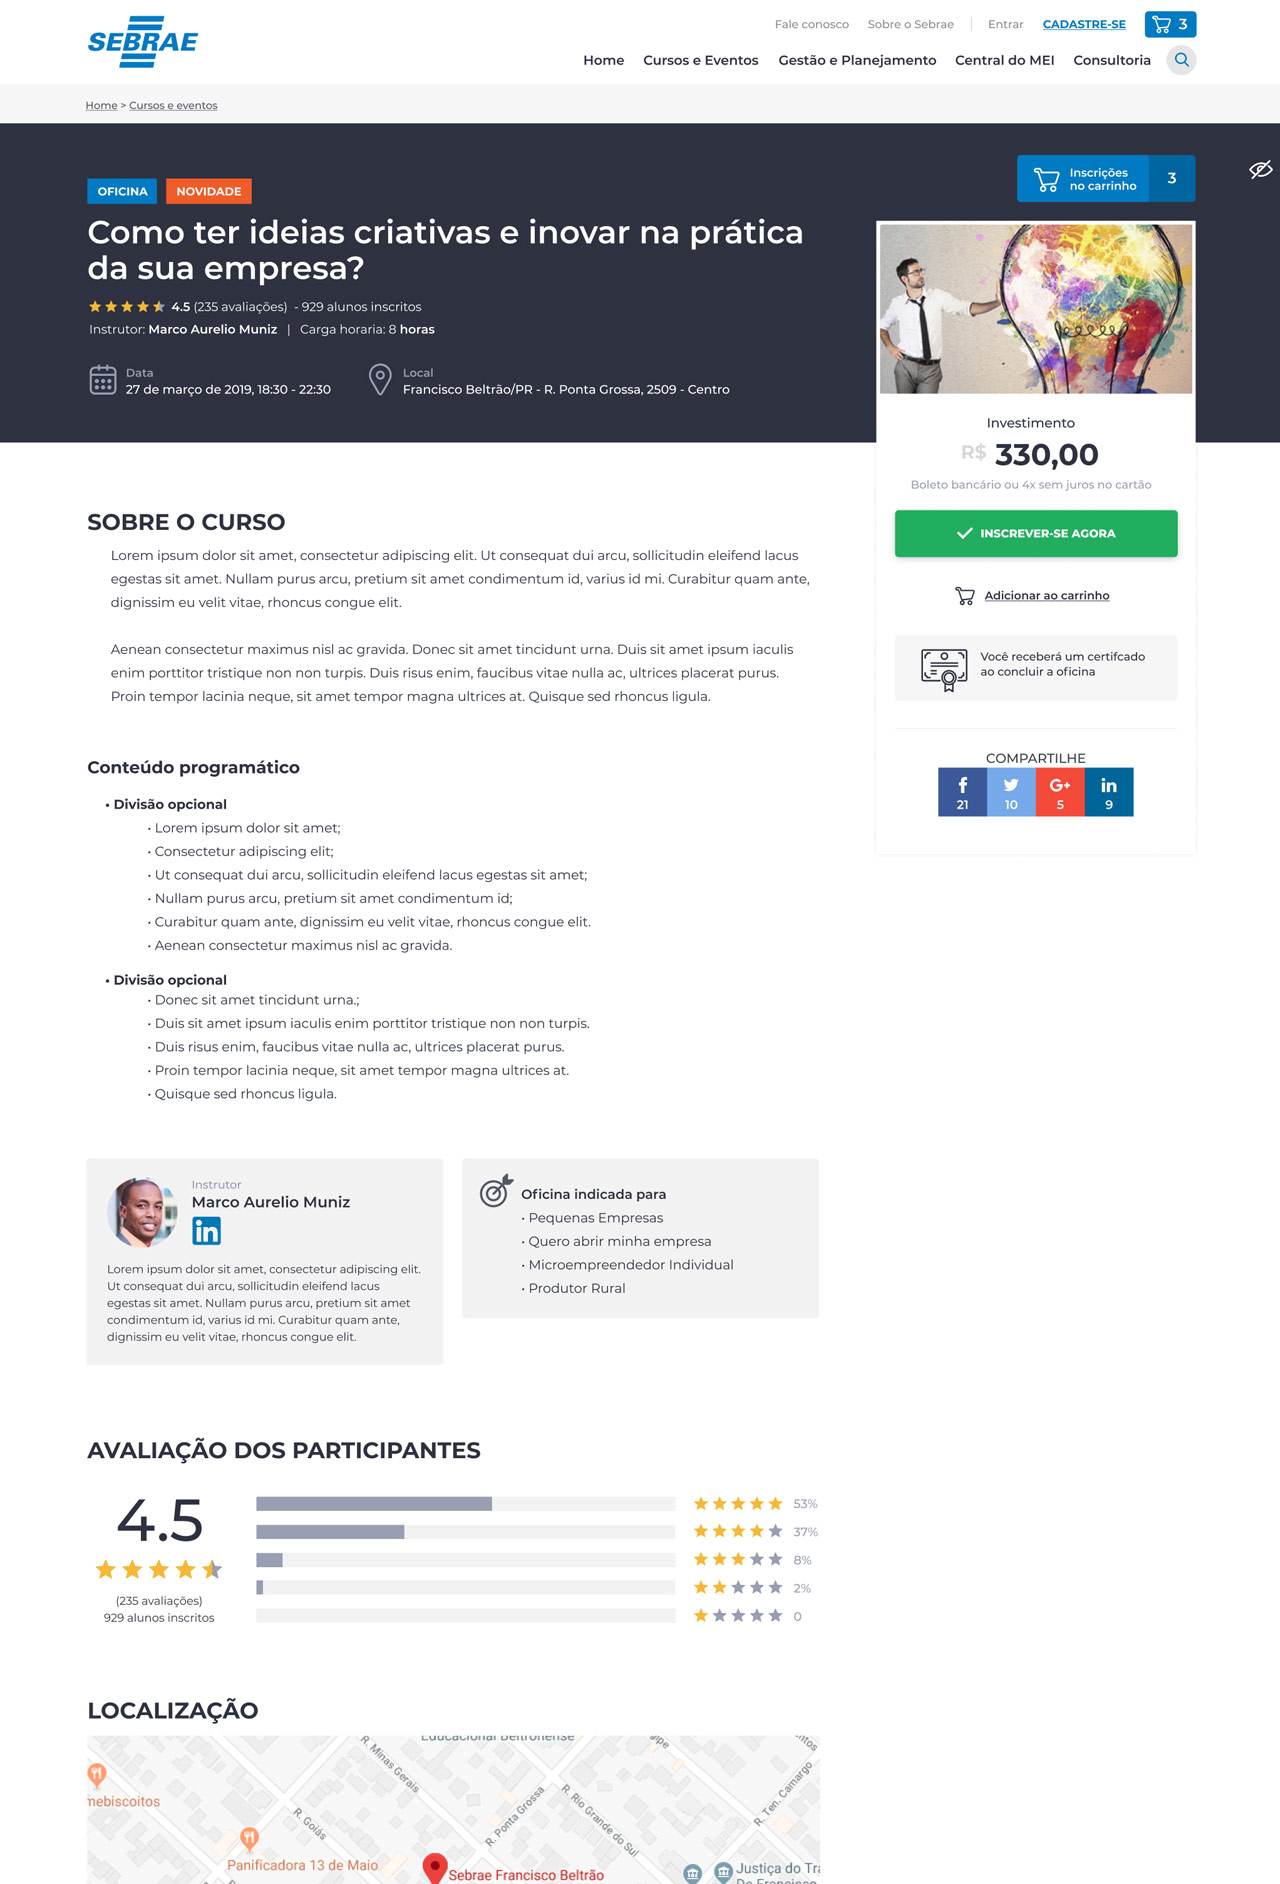 SEBRAE
Fale conosco
Sobre o Sebrae
Entrar
CADASTRE-SE
3
Home
Cursos e Eventos
Gestão e Planejamento
Central do MEI
Consultoria
Home > Cursos e eventos
Inscrições
no carrinho
3
OFICINA
NOVIDADE
Como ter ideias criativas e inovar na prática
da sua empresa?
4.5 (235 avaliações) - 929 alunos inscritos
Instrutor: Marco Aurelio Muniz | Carga horaria: 8 horas
Data
27 de março de 2019, 18:30 - 22:30
Local
Francisco Beltrão/PR - R. Ponta Grossa, 2509 - Centro
Investimento
R$ 330,00
Boleto bancário ou 4x sem juros no cartão
INSCREVER-SE AGORA
Adicionar ao carrinho
Você receberá um certifcado
ao concluir a oficina
COMPARTILHE
21
10
G+
5
in
9
SOBRE O CURSO
Lorem ipsum dolor sit amet, consectetur adipiscing elit. Ut consequat dui arcu, sollicitudin eleifend lacus
egestas sit amet. Nullam purus arcu, pretium sit amet condimentum id, varius id mi. Curabitur quam ante,
dignissim eu velit vitae, rhoncus congue elit.
Aenean consectetur maximus nisl ac gravida. Donec sit amet tincidunt urna. Duis sit amet ipsum iaculis
enim porttitor tristique non non turpis. Duis risus enim, faucibus vitae nulla ac, ultrices placerat purus.
Proin tempor lacinia neque, sit amet tempor magna ultrices at. Quisque sed rhoncus ligula.
Conteúdo programático
• Divisão opcional
• Lorem ipsum dolor sit amet;
• Consectetur adipiscing elit;
• Ut consequat dui arcu, sollicitudin eleifend lacus egestas sit amet;
• Nullam purus arcu, pretium sit amet condimentum id;
• Curabitur quam ante, dignissim eu velit vitae, rhoncus congue elit.
• Aenean consectetur maximus nisl ac gravida.
• Divisão opcional
• Donec sit amet tincidunt urna.;
• Duis sit amet ipsum iaculis enim porttitor tristique non non turpis.
• Duis risus enim, faucibus vitae nulla ac, ultrices placerat purus.
• Proin tempor lacinia neque, sit amet tempor magna ultrices at.
• Quisque sed rhoncus ligula.
Instrutor
Marco Aurelio Muniz
in
Lorem ipsum dolor sit amet, consectetur adipiscing elit.
Ut consequat dui arcu, sollicitudin eleifend lacus
egestas sit amet. Nullam purus arcu, pretium sit amet
condimentum id, varius id mi. Curabitur quam ante,
dignissim eu velit vitae, rhoncus congue elit.
Oficina indicada para
• Pequenas Empresas
• Quero abrir minha empresa
• Microempreendedor Individual
• Produtor Rural
AVALIAÇÃO DOS PARTICIPANTES
4.5
(235 avaliações)
929 alunos inscritos
53%
37%
8%
2%
0
LOCALIZAÇÃO
Educacional Beltronense
R. Minas Gerais
R. Goiás
R. Ponta Grossa
R. Rio Grande do Sul
R. Ten. Camargo
mebiscoitos
Panificadora 13 de Maio
Sebrae Francisco Beltrão
Justiça do Tra
De Francisco